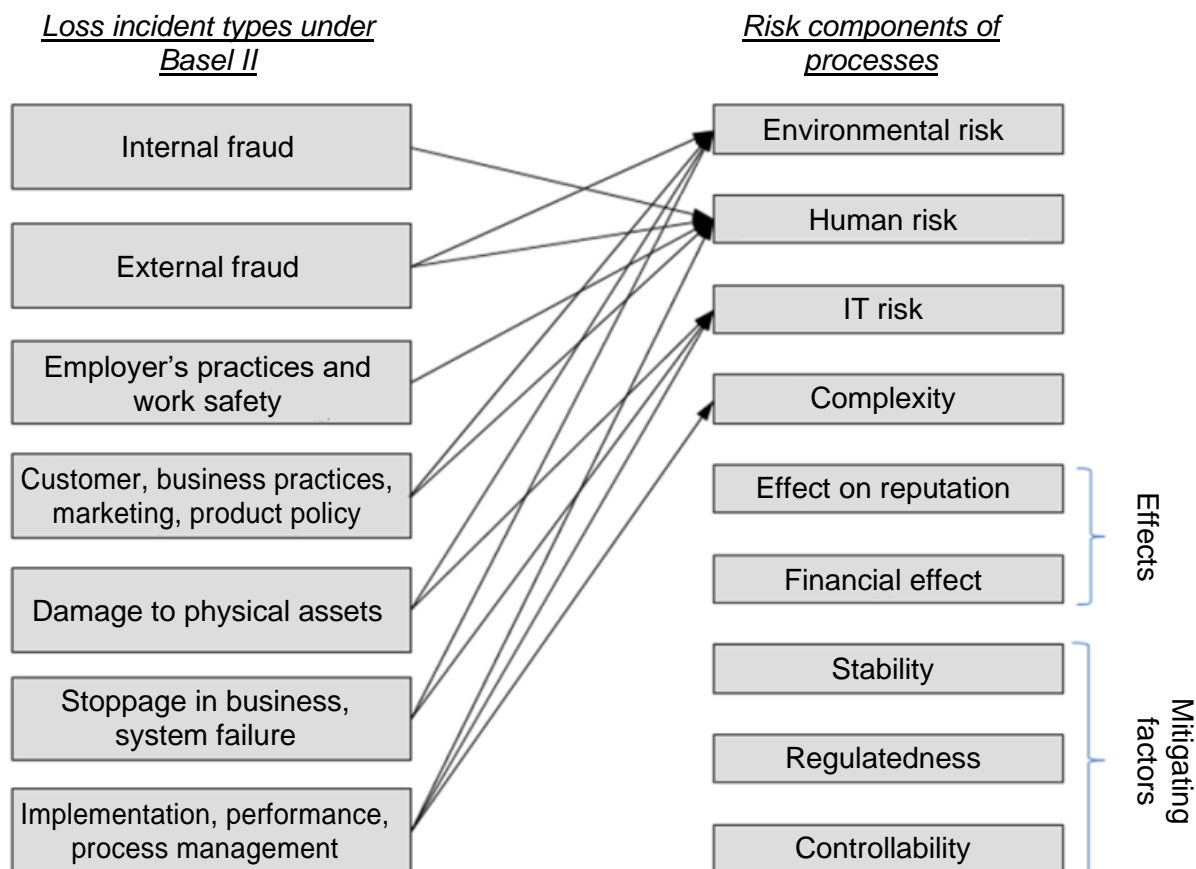 Loss incident types under
Basel II
Internal fraud
External fraud
Employer's practices and
work safety
Customer, business practices,
marketing, product policy
Damage to physical assets
Stoppage in business,
system failure
Implementation, performance,
process management
Risk components of
processes
Environmental risk
Human risk
IT risk
Complexity
Effect on reputation
Financial effect
Stability
Regulatedness
Controllability
Effects
Mitigating
factors